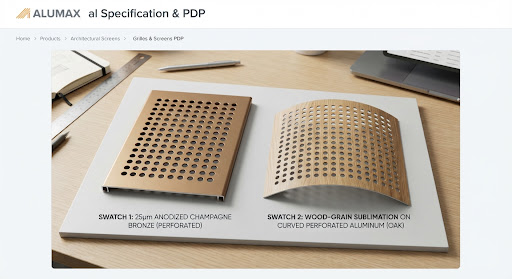 ALUMAX al Specification & PDP
Home > Products > Architectural Screens > Grilles & Screens PDP
SWATCH 1: 25μm ANODIZED CHAMPAGNE
BRONZE (PERFORATED)
SWATCH 2: WOOD-GRAIN SUBLIMATION ON
CURVED PERFORATED ALUMINUM (OAK)